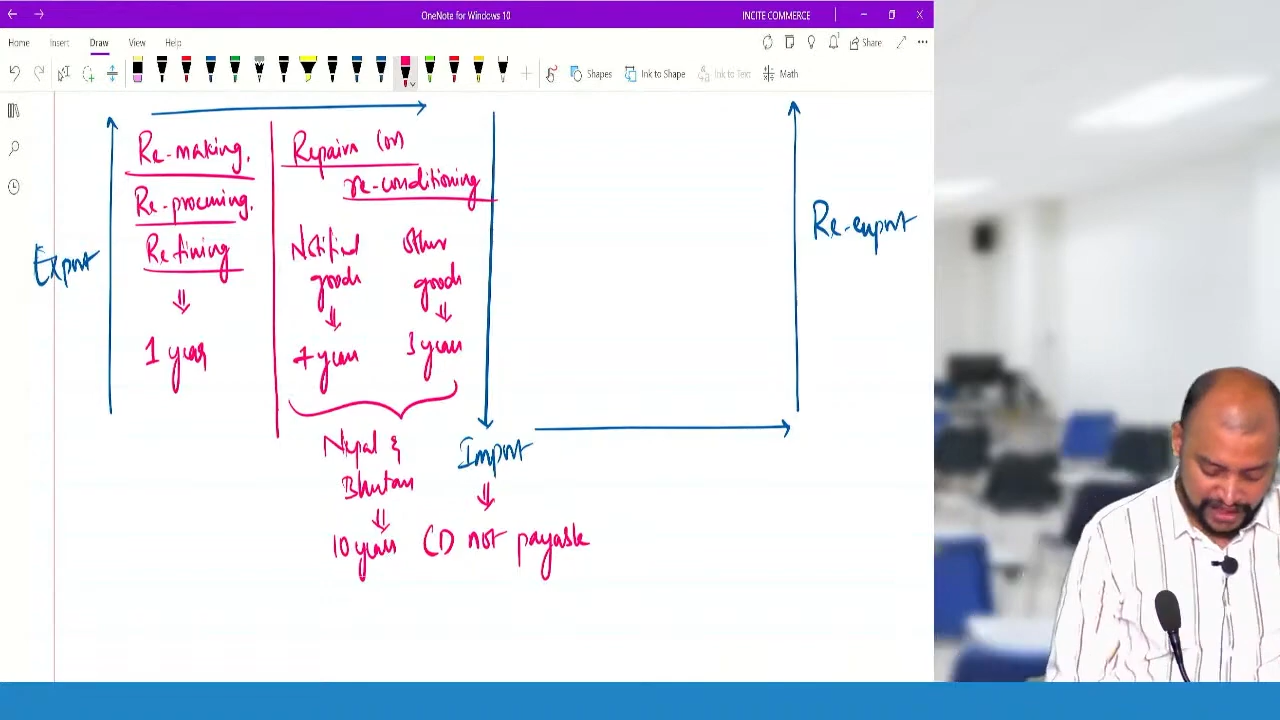 OneNote for Windows 10
INCITE COMMERCE
Home Insert Draw View Help
Share
Shapes
Ink to Shape
Ink to Text
Math
Export
Re-making.
Re-processing.
Refining
1 year
Repairs (or)
re-conditioning
Notified
goods
7 years
Other
goods
3 years
Nepal &
Bhutan
10 years
Import
CD not payable
Re-export